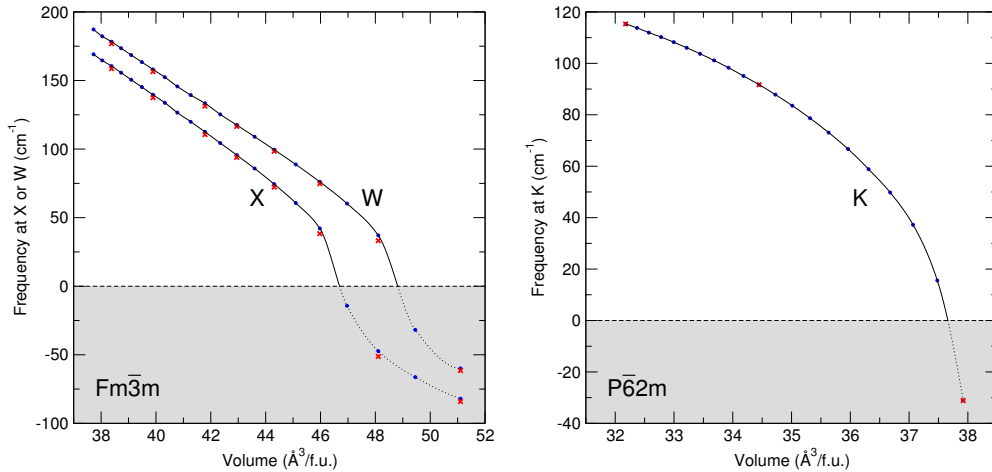 Frequency at X or W (cm⁻¹)
200
150
100
50
0
-50
-100
X
W
Fm3̅m
38 40 42 44 46 48 50 52
Volume (Å³/f.u.)
Frequency at K (cm⁻¹)
120
100
80
60
40
20
0
-20
-40
K
P6̅2m
32 33 34 35 36 37 38
Volume (Å³/f.u.)